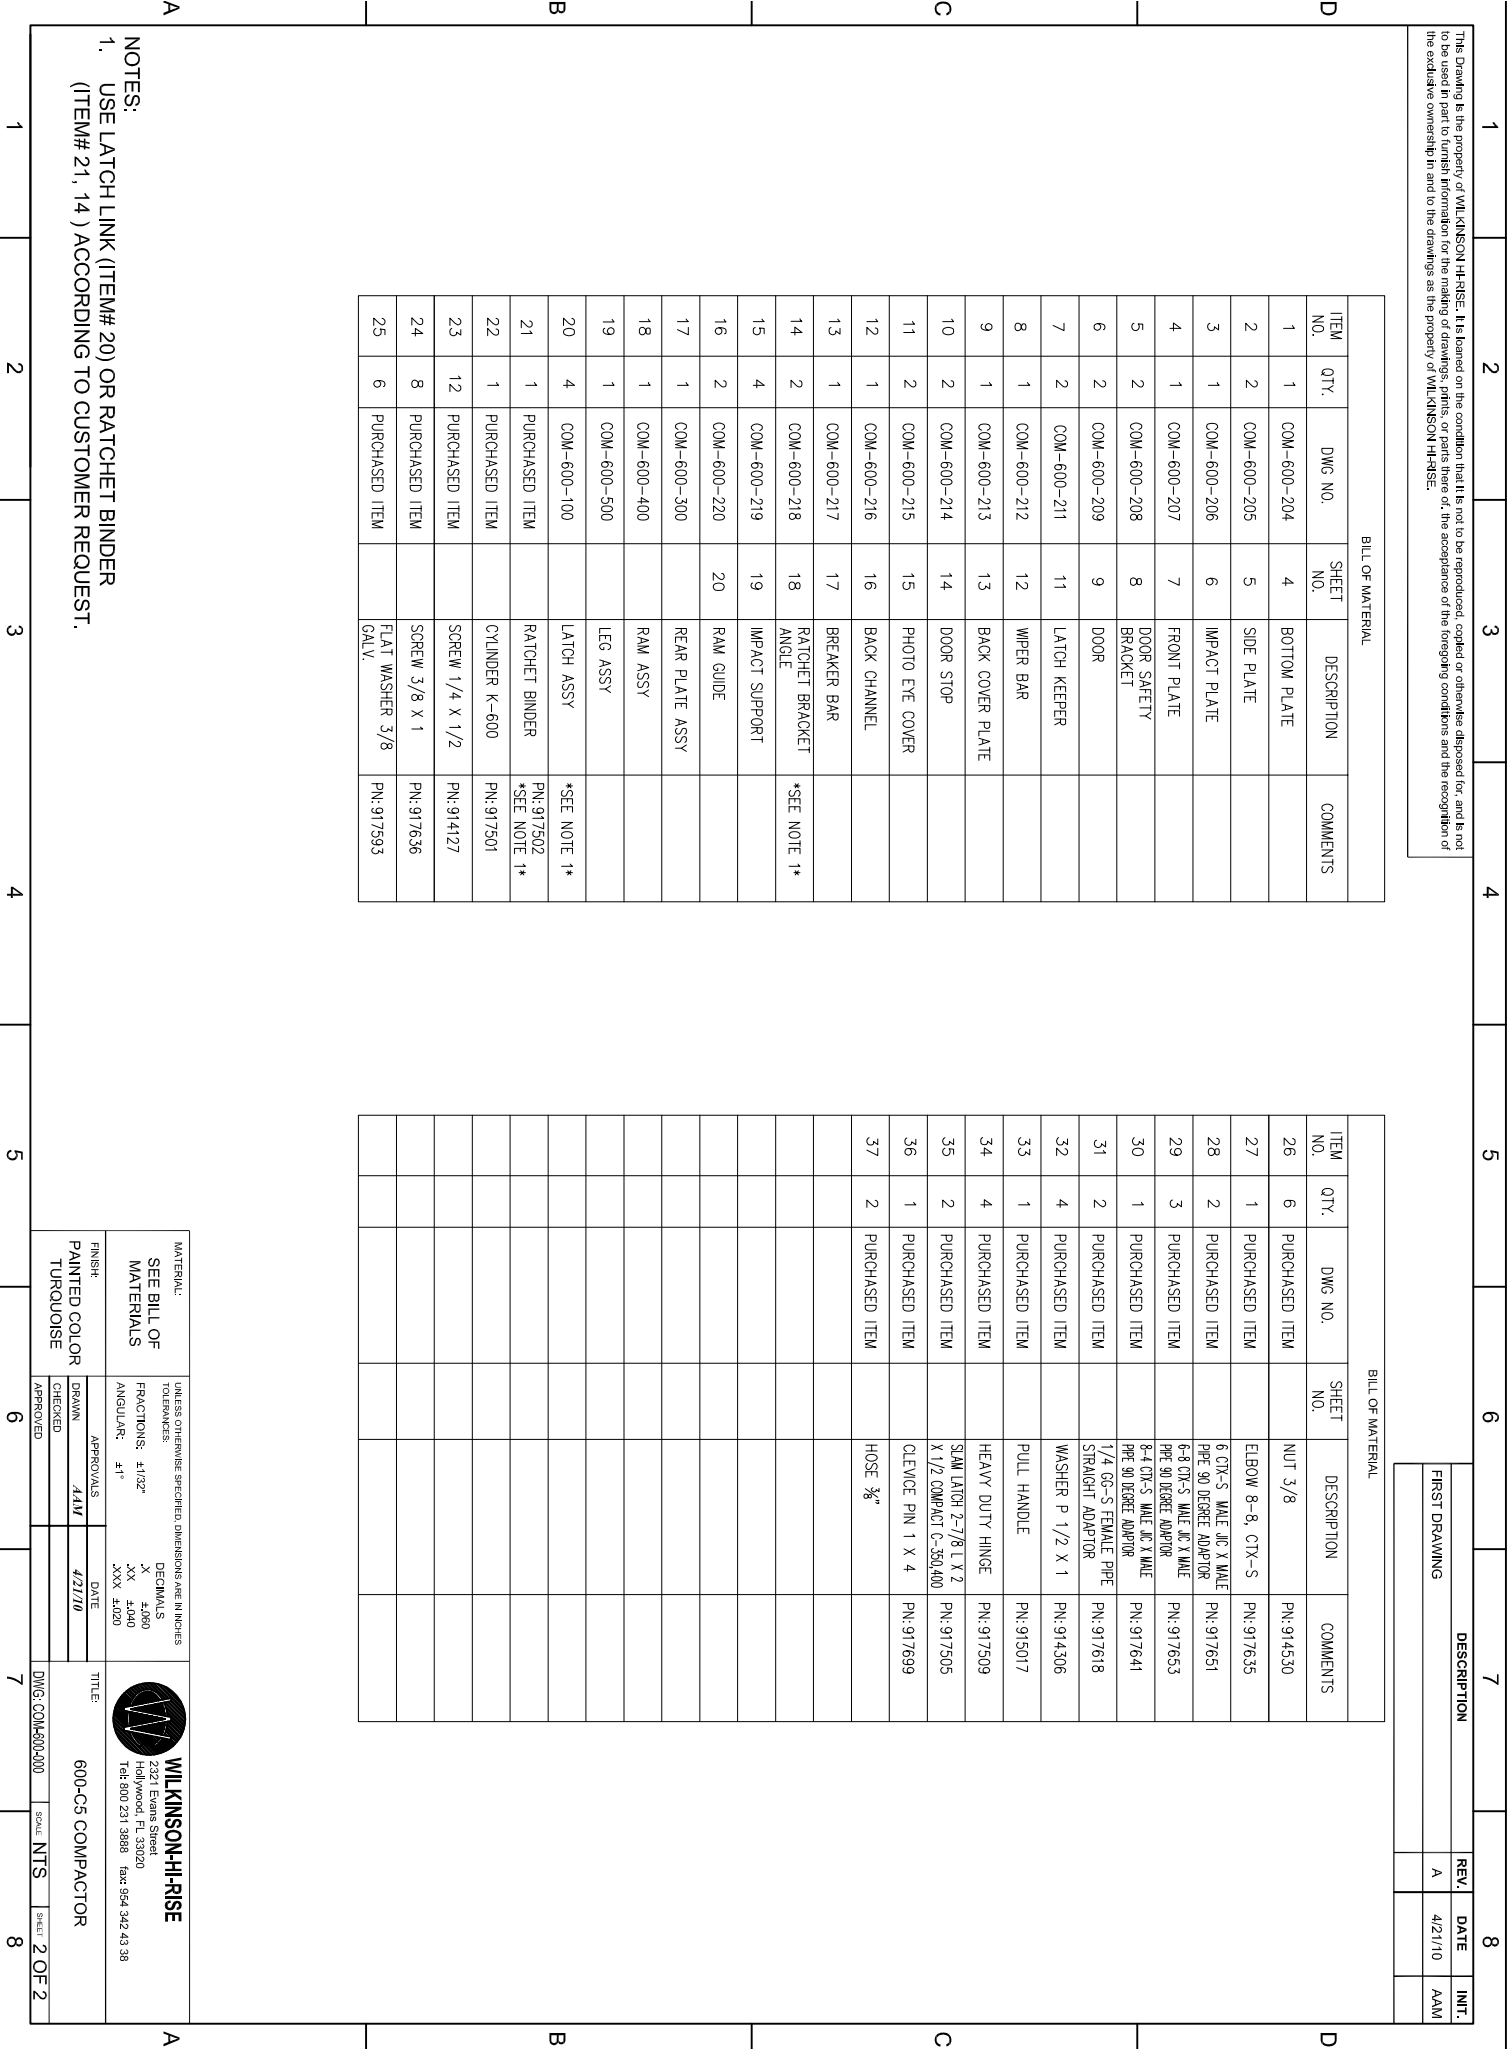 1 2 3 4 5 6 7 8
D
C
B
A
This Drawing is the property of WILKINSON HI-RISE. It is loaned on the condition that it is not to be reproduced, copied or otherwise disposed for, and is not
to be used in part to furnish information for the making of drawings, prints, or parts there of, the acceptance of the foregoing conditions and the recognition of
the exclusive ownership in and to the drawings as the property of WILKINSON HI-RISE.
DESCRIPTION REV. DATE INIT.
FIRST DRAWING A 4/21/10 AAM
BILL OF MATERIAL
ITEM NO. QTY. DWG NO. SHEET NO. DESCRIPTION COMMENTS
1 1 COM-600-204 4 BOTTOM PLATE
2 2 COM-600-205 5 SIDE PLATE
3 1 COM-600-206 6 IMPACT PLATE
4 1 COM-600-207 7 FRONT PLATE
5 2 COM-600-208 8 DOOR SAFETY BRACKET
6 2 COM-600-209 9 DOOR
7 2 COM-600-211 11 LATCH KEEPER
8 1 COM-600-212 12 WIPER BAR
9 1 COM-600-213 13 BACK COVER PLATE
10 2 COM-600-214 14 DOOR STOP
11 2 COM-600-215 15 PHOTO EYE COVER
12 1 COM-600-216 16 BACK CHANNEL
13 1 COM-600-217 17 BREAKER BAR
14 2 COM-600-218 18 RATCHET BRACKET ANGLE *SEE NOTE 1*
15 4 COM-600-219 19 IMPACT SUPPORT
16 2 COM-600-220 20 RAM GUIDE
17 1 COM-600-300 REAR PLATE ASSY
18 1 COM-600-400 RAM ASSY
19 1 COM-600-500 LEG ASSY
20 4 COM-600-100 LATCH ASSY *SEE NOTE 1*
21 1 PURCHASED ITEM RATCHET BINDER PN:917502 *SEE NOTE 1*
22 1 PURCHASED ITEM CYLINDER K-600 PN:917501
23 12 PURCHASED ITEM SCREW 1/4 X 1/2 PN:914127
24 8 PURCHASED ITEM SCREW 3/8 X 1 PN:917636
25 6 PURCHASED ITEM FLAT WASHER 3/8 GALV. PN:917593
BILL OF MATERIAL
ITEM NO. QTY. DWG NO. SHEET NO. DESCRIPTION COMMENTS
26 6 PURCHASED ITEM NUT 3/8 PN:914530
27 1 PURCHASED ITEM ELBOW 8-8, CTX-S PN:917635
28 2 PURCHASED ITEM 6 CTX-S MALE JIC X MALE PIPE 90 DEGREE ADAPTOR PN:917651
29 3 PURCHASED ITEM 6-8 CTX-S MALE JIC X MALE PIPE 90 DEGREE ADAPTOR PN:917653
30 1 PURCHASED ITEM 8-4 CTX-S MALE JIC X MALE PIPE 90 DEGREE ADAPTOR PN:917641
31 2 PURCHASED ITEM 1/4 GG-S FEMALE PIPE STRAIGHT ADAPTOR PN:917618
32 4 PURCHASED ITEM WASHER P 1/2 X 1 PN:914306
33 1 PURCHASED ITEM PULL HANDLE PN:915017
34 4 PURCHASED ITEM HEAVY DUTY HINGE PN:917509
35 2 PURCHASED ITEM SLAM LATCH 2-7/8 L X 2 X 1/2 COMPACT C-350,400 PN:917505
36 1 PURCHASED ITEM CLEVICE PIN 1 X 4 PN:917699
37 2 PURCHASED ITEM HOSE 3/8"
NOTES:
1. USE LATCH LINK (ITEM# 20) OR RATCHET BINDER
(ITEM# 21, 14 ) ACCORDING TO CUSTOMER REQUEST.
MATERIAL:
SEE BILL OF
MATERIALS
FINISH:
PAINTED COLOR
TURQUOISE
UNLESS OTHERWISE SPECIFIED, DIMENSIONS ARE IN INCHES
TOLERANCES:
DECIMALS
FRACTIONS: ±1/32" .X ±.060
ANGULAR: ±1° .XX ±.040
.XXX ±.020
APPROVALS DATE
DRAWN AAM 4/21/10
CHECKED
APPROVED
W
WILKINSON-HI-RISE
2321 Evans Street
Hollywood, FL 33020
Tel: 800 231 3888 fax: 954 342 43 38
TITLE:
600-C5 COMPACTOR
DWG: COM-600-000 SCALE NTS SHEET 2 OF 2
1 2 3 4 5 6 7 8
D
C
B
A